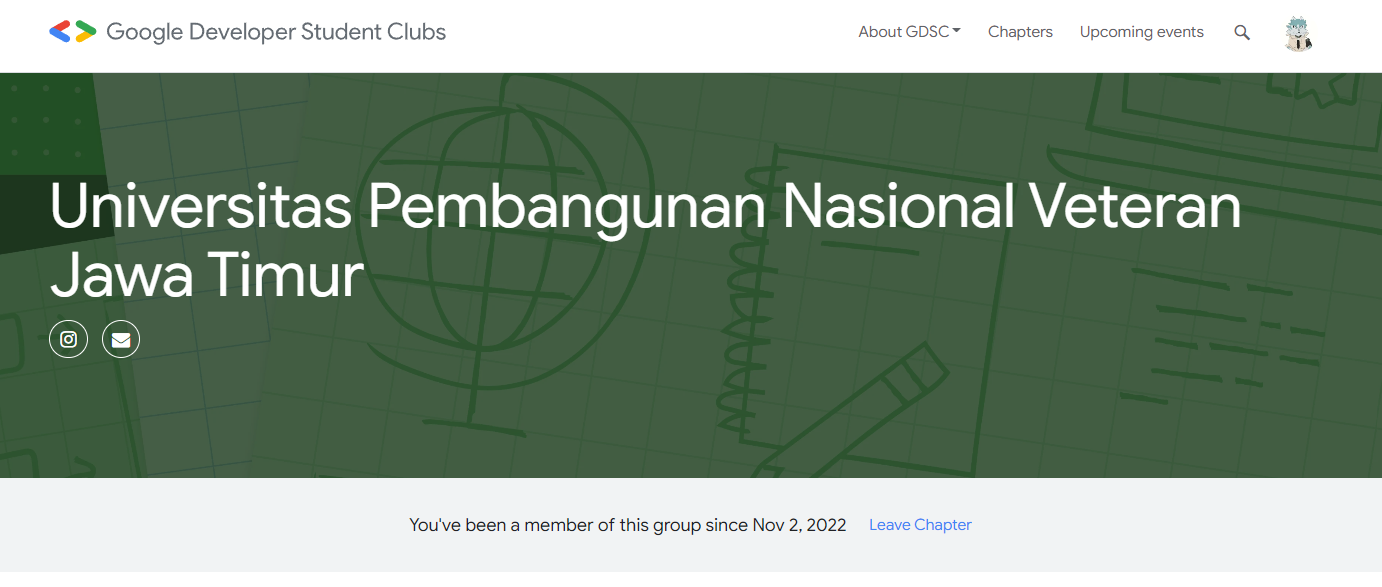 Google Developer Student Clubs
About GDSC
Chapters
Upcoming events
Universitas Pembangunan Nasional Veteran
Jawa Timur
You've been a member of this group since Nov 2, 2022
Leave Chapter